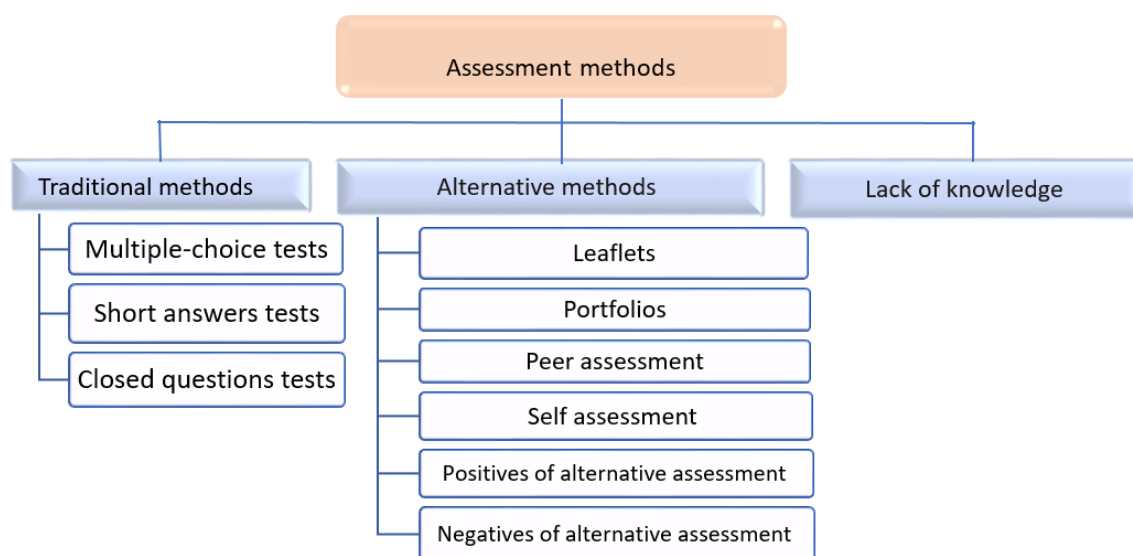 Assessment methods
Traditional methods
Multiple-choice tests
Short answers tests
Closed questions tests
Alternative methods
Leaflets
Portfolios
Peer assessment
Self assessment
Positives of alternative assessment
Negatives of alternative assessment
Lack of knowledge